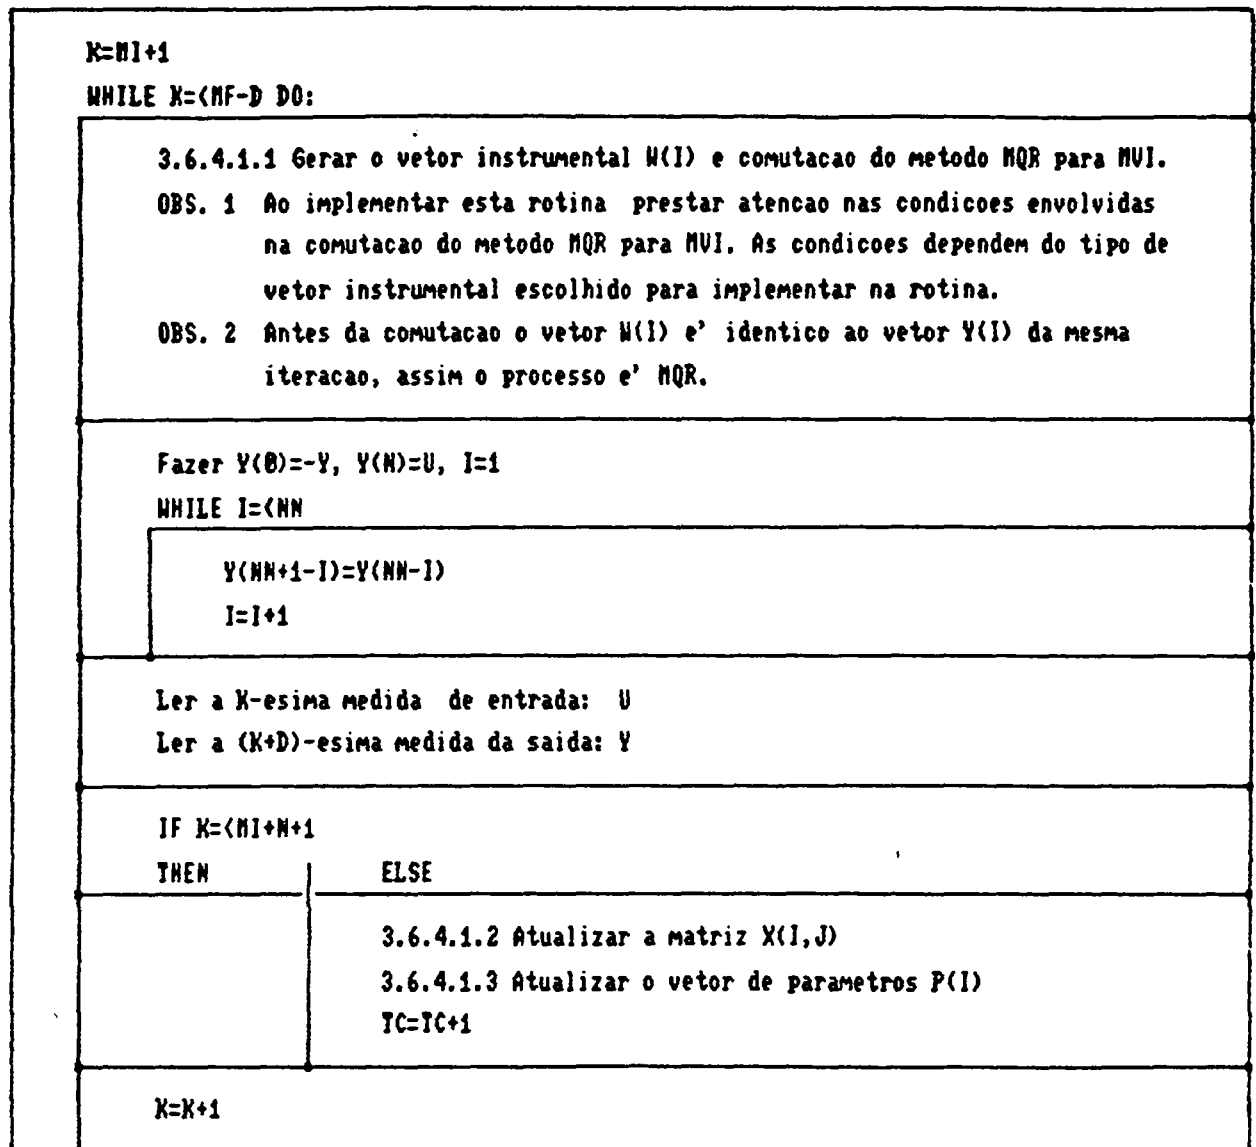 K=MI+1
WHILE K=<MF-D DO:
3.6.4.1.1 Gerar o vetor instrumental W(I) e comutacao do metodo MQR para MVI.
OBS. 1 Ao implementar esta rotina prestar atencao nas condicoes envolvidas
na comutacao do metodo MQR para MVI. As condicoes dependem do tipo de
vetor instrumental escolhido para implementar na rotina.
OBS. 2 Antes da comutacao o vetor W(I) e' identico ao vetor Y(I) da mesma
iteracao, assim o processo e' MQR.
Fazer Y(0)=-Y, Y(N)=U, I=1
WHILE I=<NN
Y(NN+1-I)=Y(NN-I)
I=I+1
Ler a K-esima medida de entrada: U
Ler a (K+D)-esima medida da saida: Y
IF K=<MI+N+1
THEN ELSE
3.6.4.1.2 Atualizar a matriz X(I,J)
3.6.4.1.3 Atualizar o vetor de parametros P(I)
TC=TC+1
K=K+1